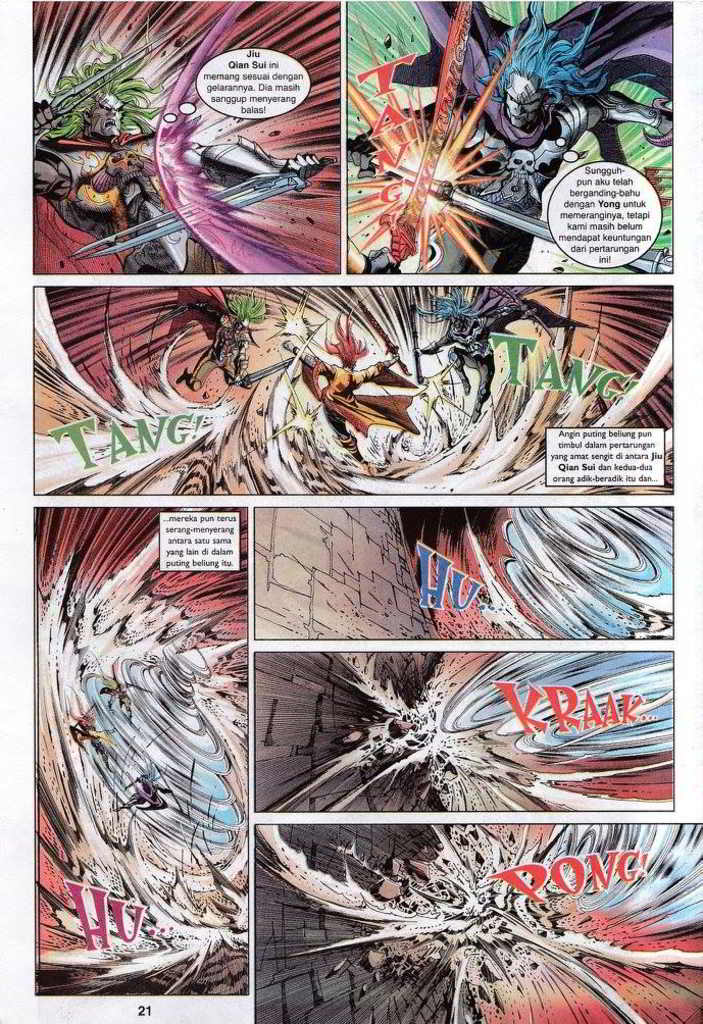 Jiu
Qian Sui ini
memang sesuai dengan
gelarannya. Dia masih
sanggup menyerang
balas!
TANG
TANG
TANG
Sungguh-
pun aku telah
berganding-bahu
dengan Yong untuk
memeranginya, tetapi
kami masih belum
mendapat keuntungan
dari pertarungan
ini!
TANG!
TANG!
Angin puting beliung pun
timbul dalam pertarungan
yang amat sengit di antara Jiu
Qian Sui dan kedua-dua
orang adik-beradik itu dan...
...mereka pun terus
serang-menyerang
antara satu sama
yang lain di dalam
puting beliung itu.
HU...
HU...
KRAAK...
PONG!
21